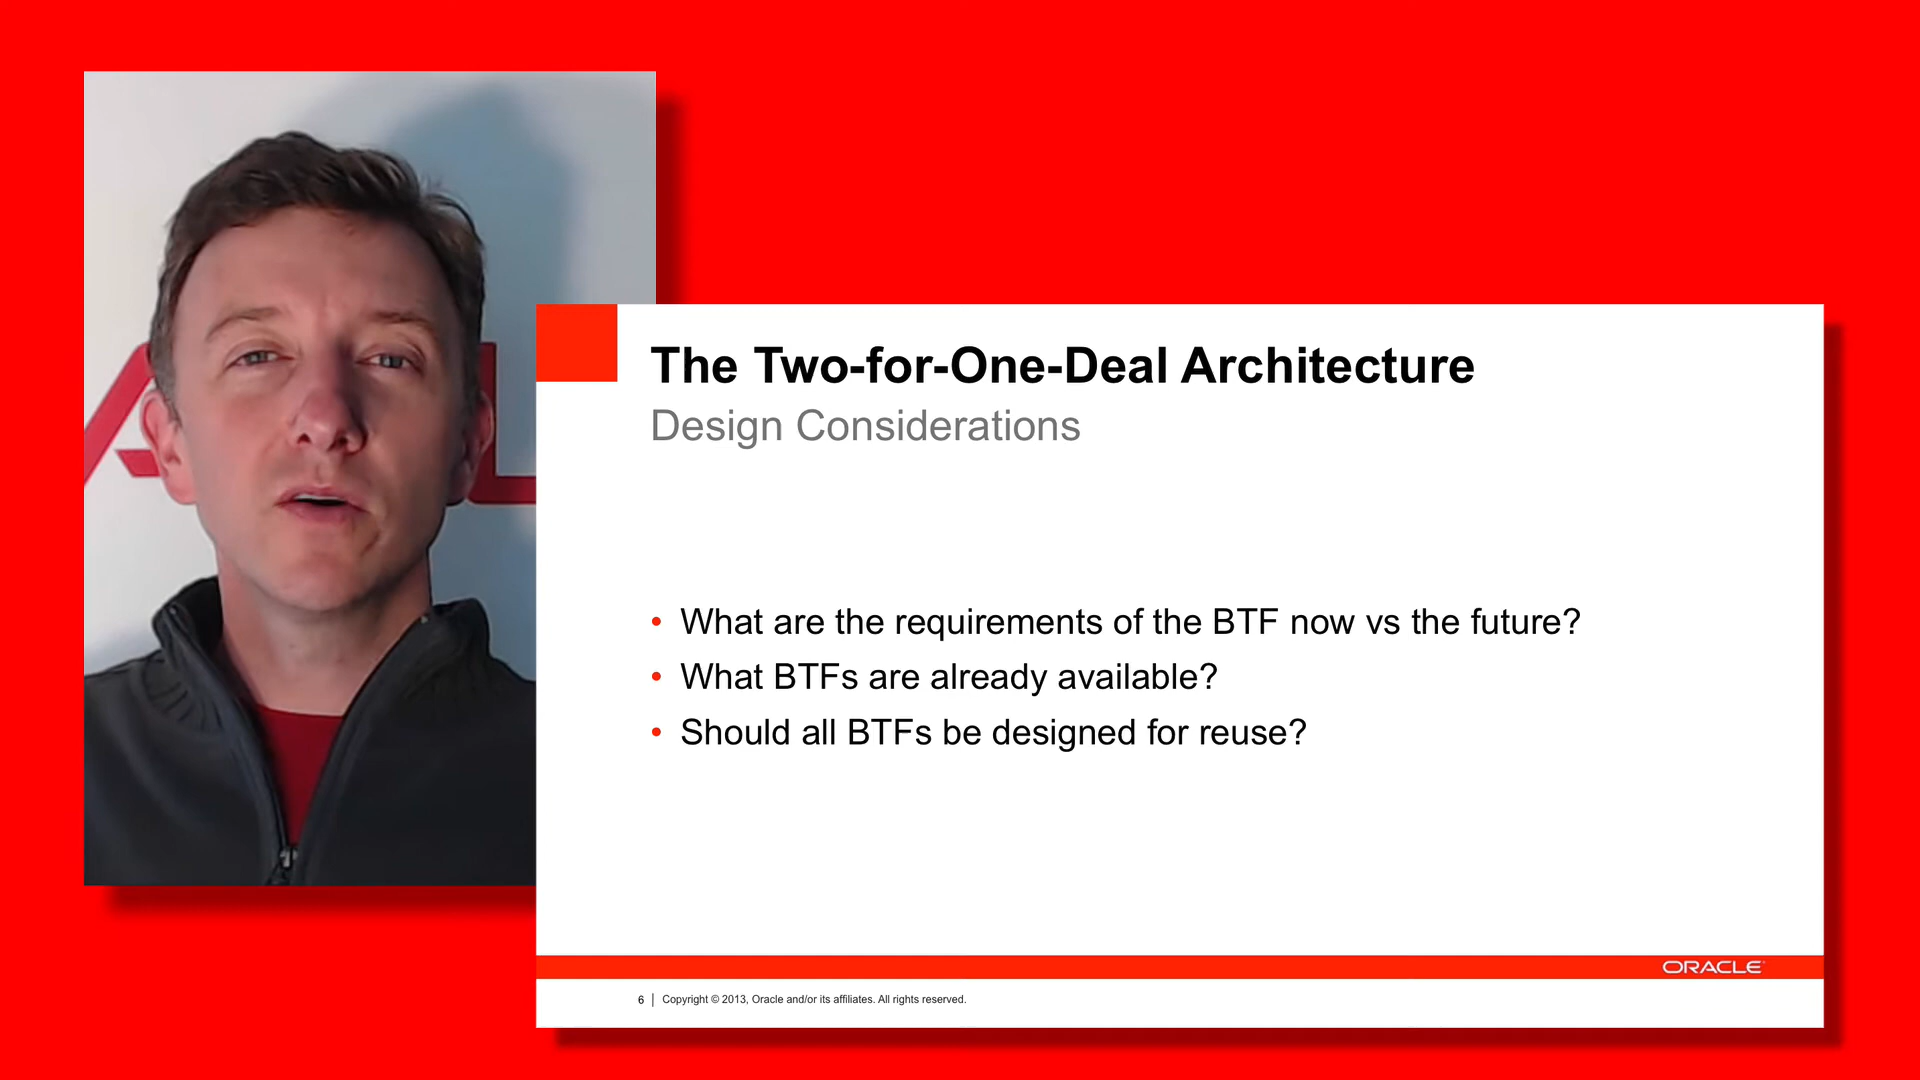 The Two-for-One-Deal Architecture
Design Considerations
• What are the requirements of the BTF now vs the future?
• What BTFs are already available?
• Should all BTFs be designed for reuse?
ORACLE
6 | Copyright © 2013, Oracle and/or its affiliates. All rights reserved.